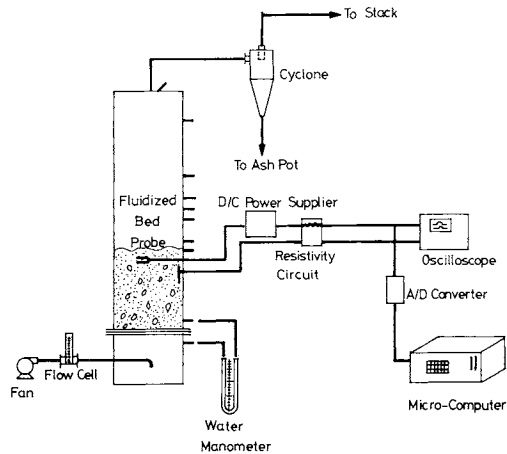 To Stack
Cyclone
To Ash Pot
Fluidized
Bed
Probe
D/C Power Supplier
Resistivity
Circuit
Oscilloscope
A/D Converter
Micro-Computer
Flow Cell
Fan
Water
Manometer